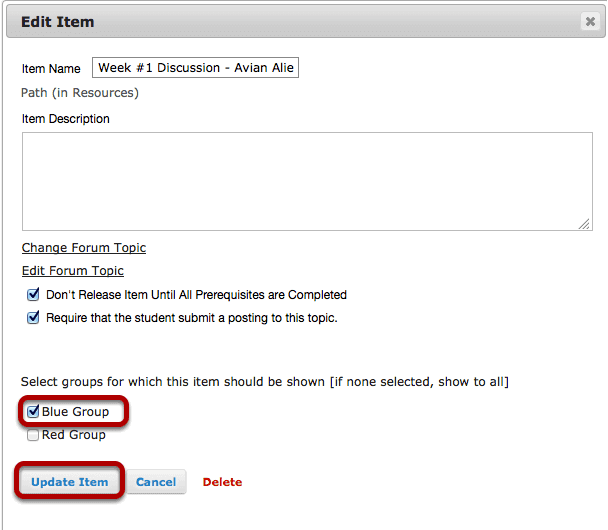 Edit Item
Item Name Week #1 Discussion - Avian Alie
Path (in Resources)
Item Description
Change Forum Topic
Edit Forum Topic
Don't Release Item Until All Prerequisites are Completed
Require that the student submit a posting to this topic.
Select groups for which this item should be shown [if none selected, show to all]
Blue Group
Red Group
Update Item Cancel Delete